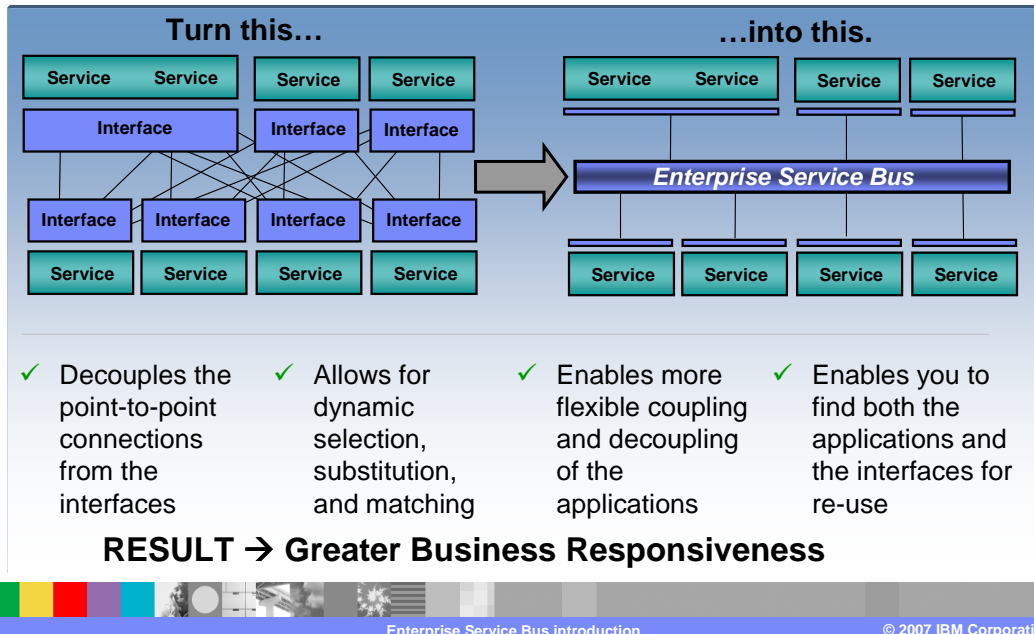 Turn this…
…into this.
Service Service Service Service
Interface Interface Interface
Interface Interface Interface Interface
Service Service Service Service
Service Service Service Service
Enterprise Service Bus
Service Service Service Service
✓ Decouples the
point-to-point
connections
from the
interfaces
✓ Allows for
dynamic
selection,
substitution,
and matching
✓ Enables more
flexible coupling
and decoupling
of the
applications
✓ Enables you to
find both the
applications and
the interfaces for
re-use
RESULT → Greater Business Responsiveness
Enterprise Service Bus introduction
© 2007 IBM Corporati